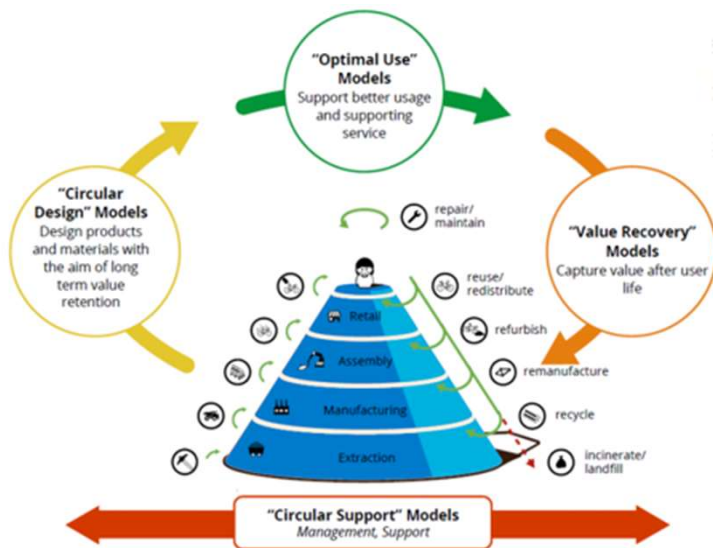 “Optimal Use”
Models
Support better usage
and supporting
service
“Circular
Design” Models
Design products
and materials with
the aim of long
term value
retention
“Value Recovery”
Models
Capture value after user
life
repair/
maintain
reuse/
redistribute
Retail
refurbish
Assembly
remanufacture
Manufacturing
recycle
Extraction
incinerate/
landfill
“Circular Support” Models
Management, Support